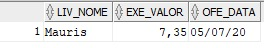 LIV_NOME EXE_VALOR OFE_DATA
1 Mauris 7,35 05/07/20